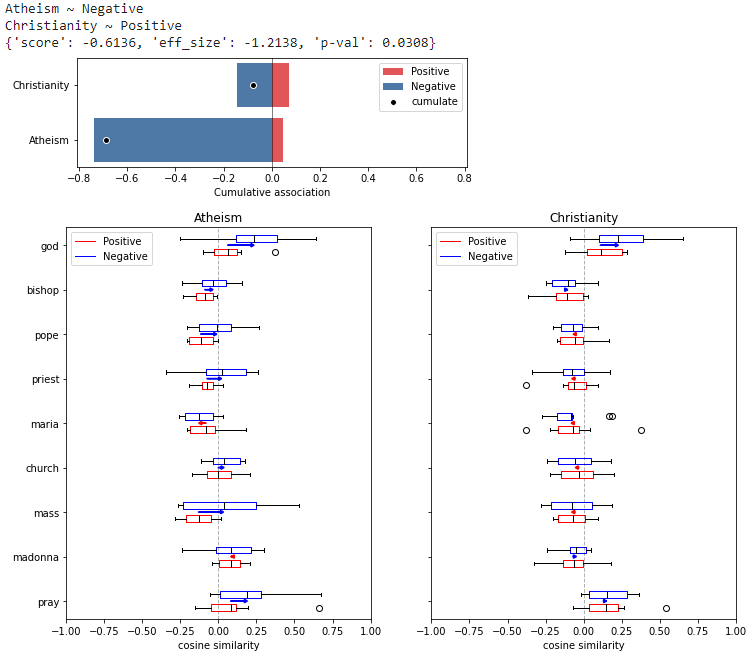 Atheism ~ Negative
Christianity ~ Positive
{'score': -0.6136, 'eff_size': -1.2138, 'p-val': 0.0308}
Christianity
Atheism
Positive
Negative
cumulate
−0.8 −0.6 −0.4 −0.2 0.0 0.2 0.4 0.6 0.8
Cumulative association
Atheism
Positive
Negative
god
bishop
pope
priest
maria
church
mass
madonna
pray
−1.00 −0.75 −0.50 −0.25 0.00 0.25 0.50 0.75 1.00
cosine similarity
Christianity
Positive
Negative
−1.00 −0.75 −0.50 −0.25 0.00 0.25 0.50 0.75 1.00
cosine similarity